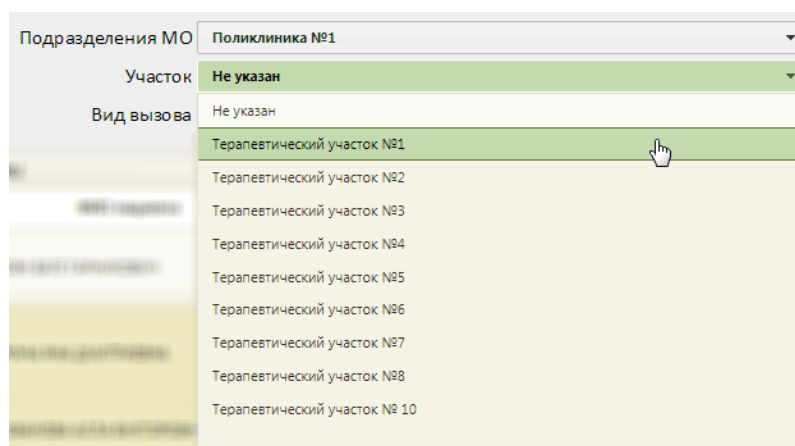 Подразделения МО Поликлиника №1
Участок Не указан
Вид вызова Не указан
Терапевтический участок №1
Терапевтический участок №2
Терапевтический участок №3
Терапевтический участок №4
Терапевтический участок №5
Терапевтический участок №6
Терапевтический участок №7
Терапевтический участок №8
Терапевтический участок № 10